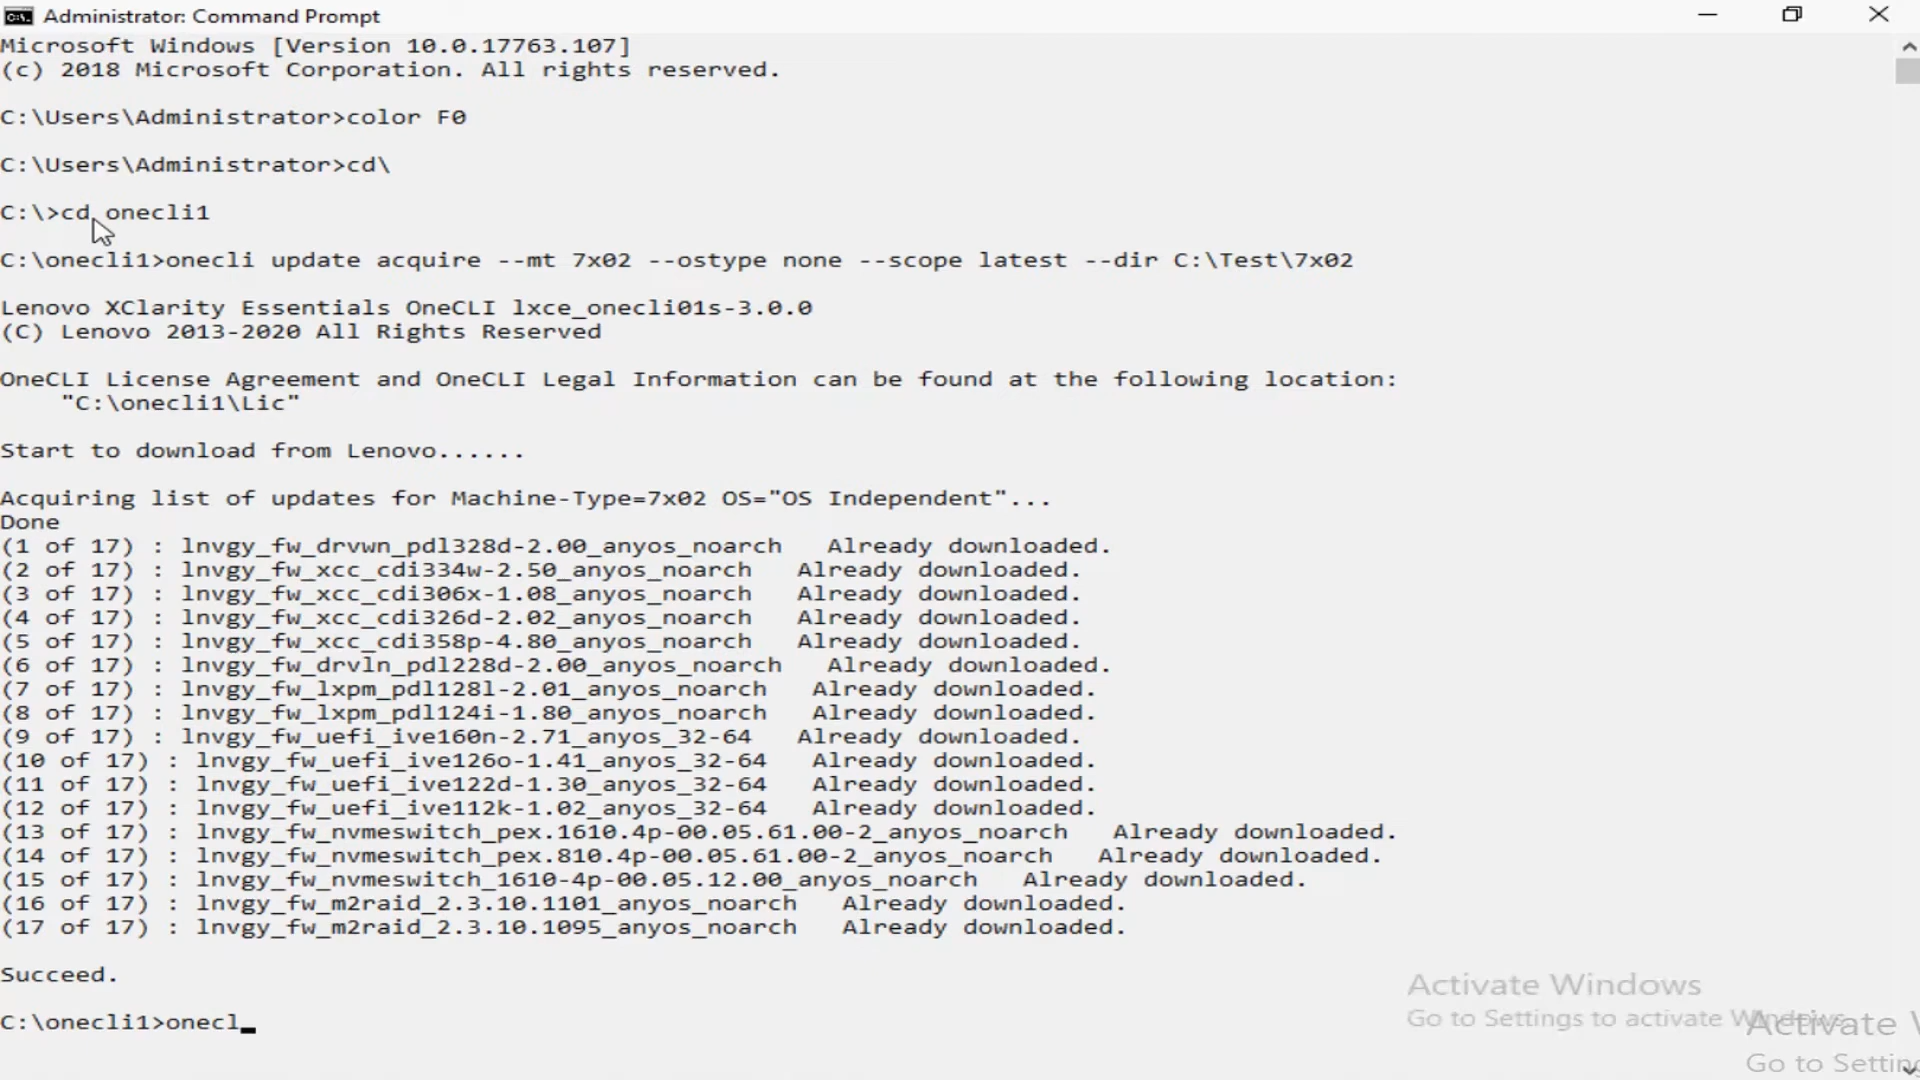 Administrator: Command Prompt
Microsoft Windows [Version 10.0.17763.107]
(c) 2018 Microsoft Corporation. All rights reserved.
C:\Users\Administrator>color F0
C:\Users\Administrator>cd\
C:\>cd onecli1
C:\onecli1>onecli update acquire --mt 7x02 --ostype none --scope latest --dir C:\Test\7x02
Lenovo XClarity Essentials OneCLI lxce_onecli01s-3.0.0
(C) Lenovo 2013-2020 All Rights Reserved
OneCLI License Agreement and OneCLI Legal Information can be found at the following location:
"C:\onecli1\Lic"
Start to download from Lenovo......
Acquiring list of updates for Machine-Type=7x02 OS="OS Independent"...
Done
(1 of 17) : lnvgy_fw_drvwn_pdl328d-2.00_anyos_noarch   Already downloaded.
(2 of 17) : lnvgy_fw_xcc_cdi334w-2.50_anyos_noarch   Already downloaded.
(3 of 17) : lnvgy_fw_xcc_cdi306x-1.08_anyos_noarch   Already downloaded.
(4 of 17) : lnvgy_fw_xcc_cdi326d-2.02_anyos_noarch   Already downloaded.
(5 of 17) : lnvgy_fw_xcc_cdi358p-4.80_anyos_noarch   Already downloaded.
(6 of 17) : lnvgy_fw_drvln_pdl228d-2.00_anyos_noarch   Already downloaded.
(7 of 17) : lnvgy_fw_lxpm_pdl128l-2.01_anyos_noarch   Already downloaded.
(8 of 17) : lnvgy_fw_lxpm_pdl124i-1.80_anyos_noarch   Already downloaded.
(9 of 17) : lnvgy_fw_uefi_ive160n-2.71_anyos_32-64   Already downloaded.
(10 of 17) : lnvgy_fw_uefi_ive126o-1.41_anyos_32-64   Already downloaded.
(11 of 17) : lnvgy_fw_uefi_ive122d-1.30_anyos_32-64   Already downloaded.
(12 of 17) : lnvgy_fw_uefi_ive112k-1.02_anyos_32-64   Already downloaded.
(13 of 17) : lnvgy_fw_nvmeswitch_pex.1610.4p-00.05.61.00-2_anyos_noarch   Already downloaded.
(14 of 17) : lnvgy_fw_nvmeswitch_pex.810.4p-00.05.61.00-2_anyos_noarch   Already downloaded.
(15 of 17) : lnvgy_fw_nvmeswitch_1610-4p-00.05.12.00_anyos_noarch   Already downloaded.
(16 of 17) : lnvgy_fw_m2raid_2.3.10.1101_anyos_noarch   Already downloaded.
(17 of 17) : lnvgy_fw_m2raid_2.3.10.1095_anyos_noarch   Already downloaded.
Succeed.
C:\onecli1>onecl
Activate Windows
Go to Settings to activate Windows.
Activate W
Go to Setting